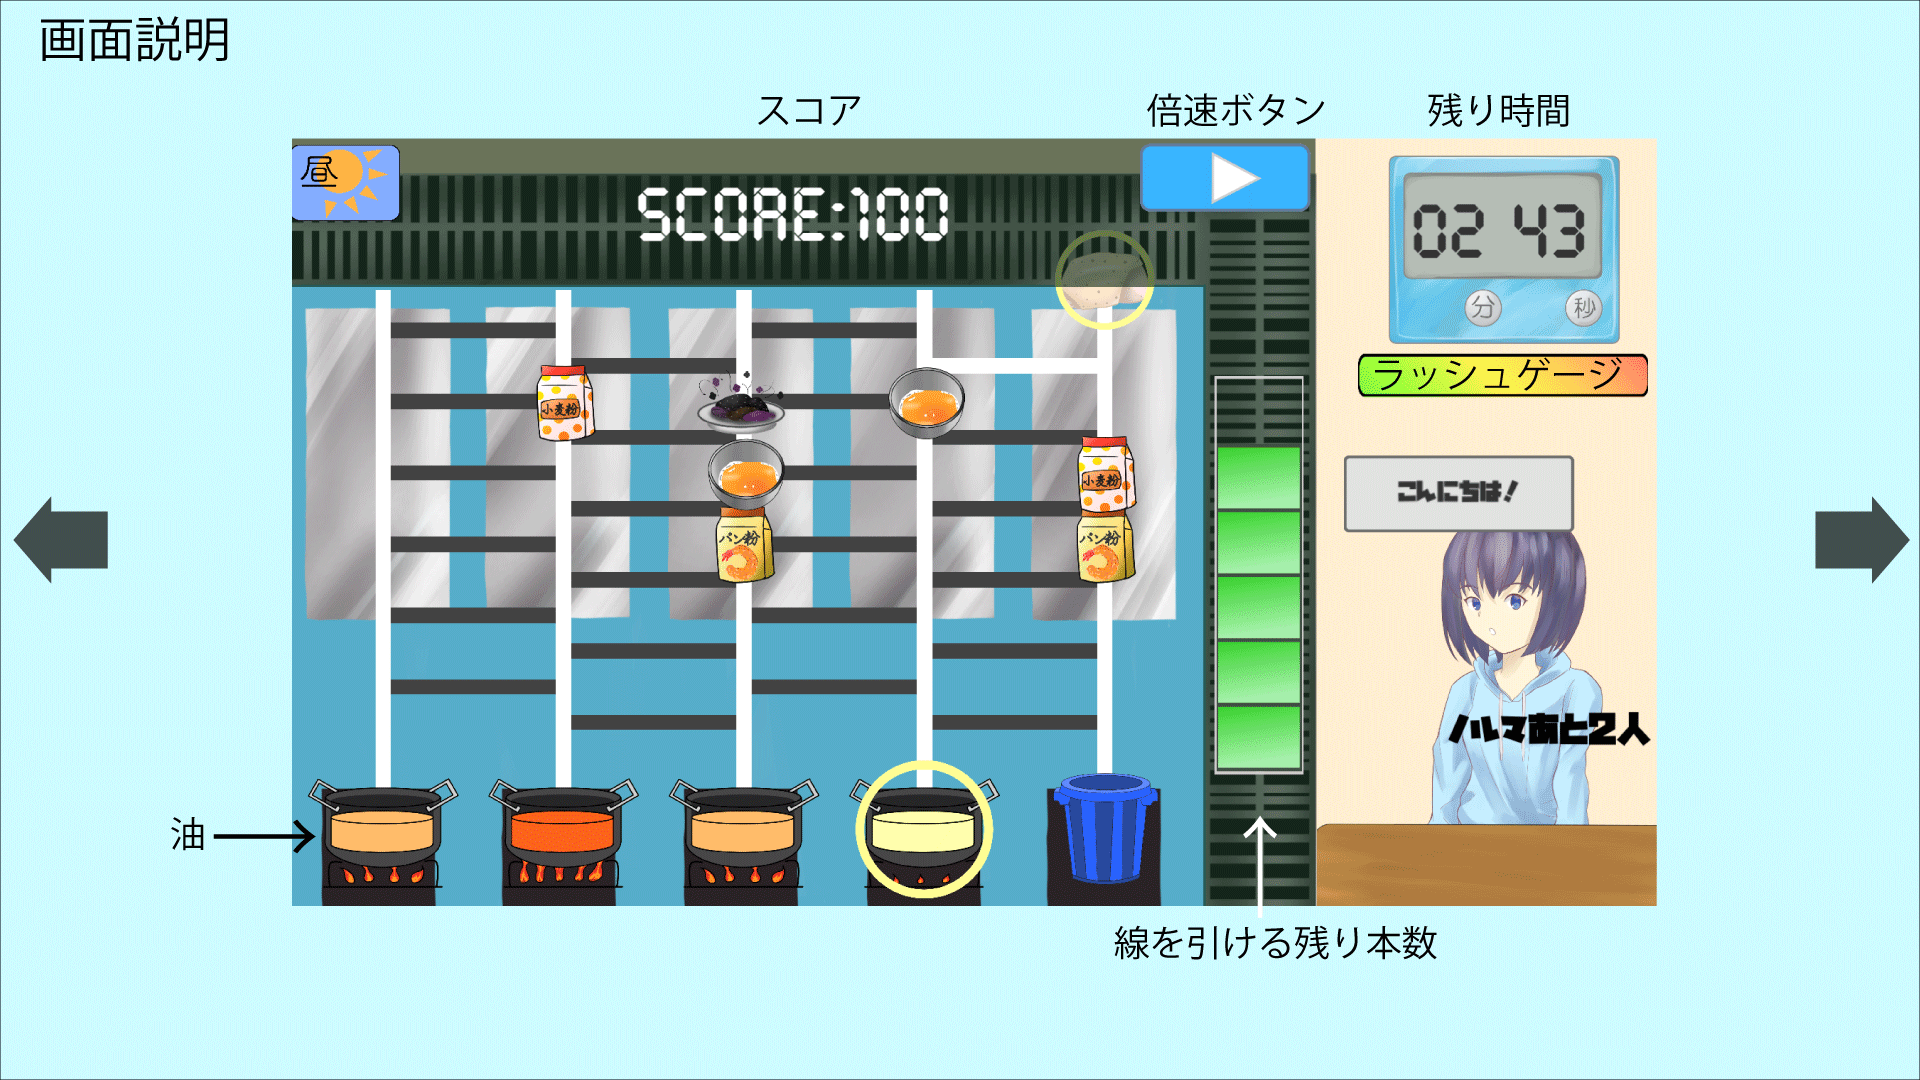 画面説明
スコア
倍速ボタン
残り時間
昼
SCORE:100
02 43
分
秒
ラッシュゲージ
小麦粉
小麦粉
パン粉
パン粉
こんにちは!
ノルマあと2人
油
線を引ける残り本数